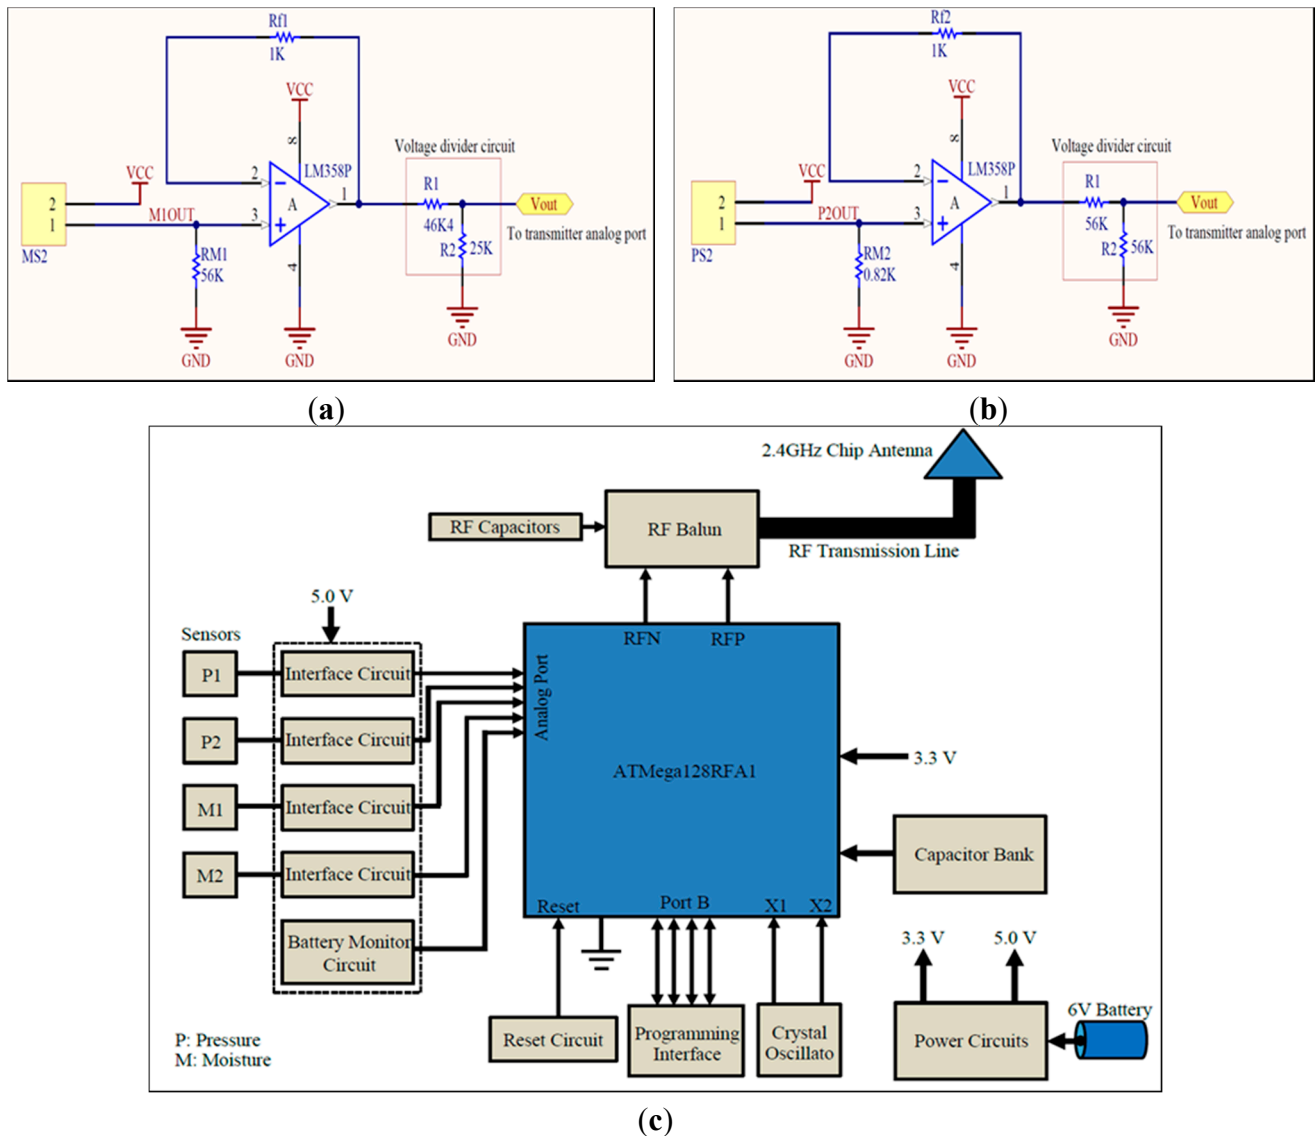 Rf1
1K
VCC
8
LM358P
Voltage divider circuit
VCC
2
A
1
R1
Vout
2
M1OUT
3
46K4
To transmitter analog port
1
R2
25K
MS2
RM1
56K
4
GND
GND
GND
(a)
Rf2
1K
VCC
8
LM358P
Voltage divider circuit
VCC
2
A
1
R1
Vout
2
P2OUT
3
56K
To transmitter analog port
1
R2
56K
PS2
RM2
0.82K
4
GND
GND
GND
(b)
2.4GHz Chip Antenna
RF Capacitors
RF Balun
RF Transmission Line
5.0 V
Sensors
RFN
RFP
P1
Interface Circuit
Analog Port
P2
Interface Circuit
ATMega128RFA1
3.3 V
M1
Interface Circuit
M2
Interface Circuit
Capacitor Bank
Reset
Port B
X1
X2
Battery Monitor
Circuit
3.3 V
5.0 V
6V Battery
Reset Circuit
Programming
Interface
Crystal
Oscillato
Power Circuits
P: Pressure
M: Moisture
(c)